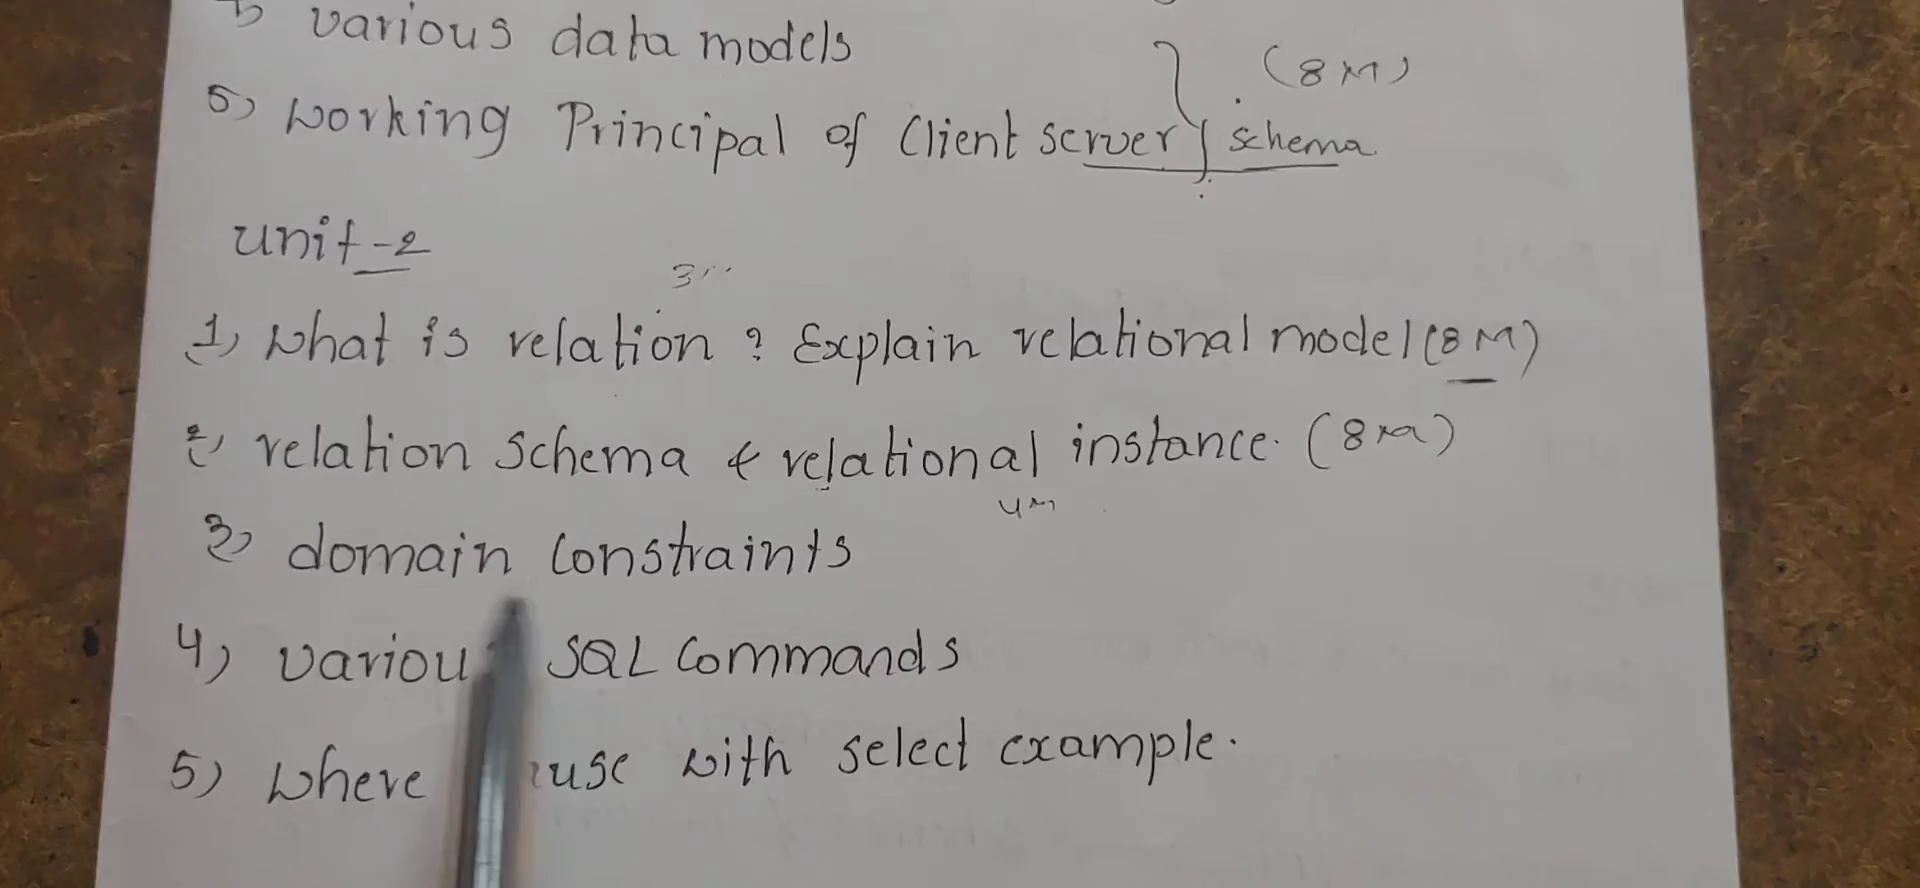 various data models
(8M)
5) working Principal of Client server schema
unit-2
3
1) what is relation ? Explain relational model (8M)
2) relation schema & relational instance. (8M)
4m
3) domain constraints
4) various SQL Commands
5) where with select example.